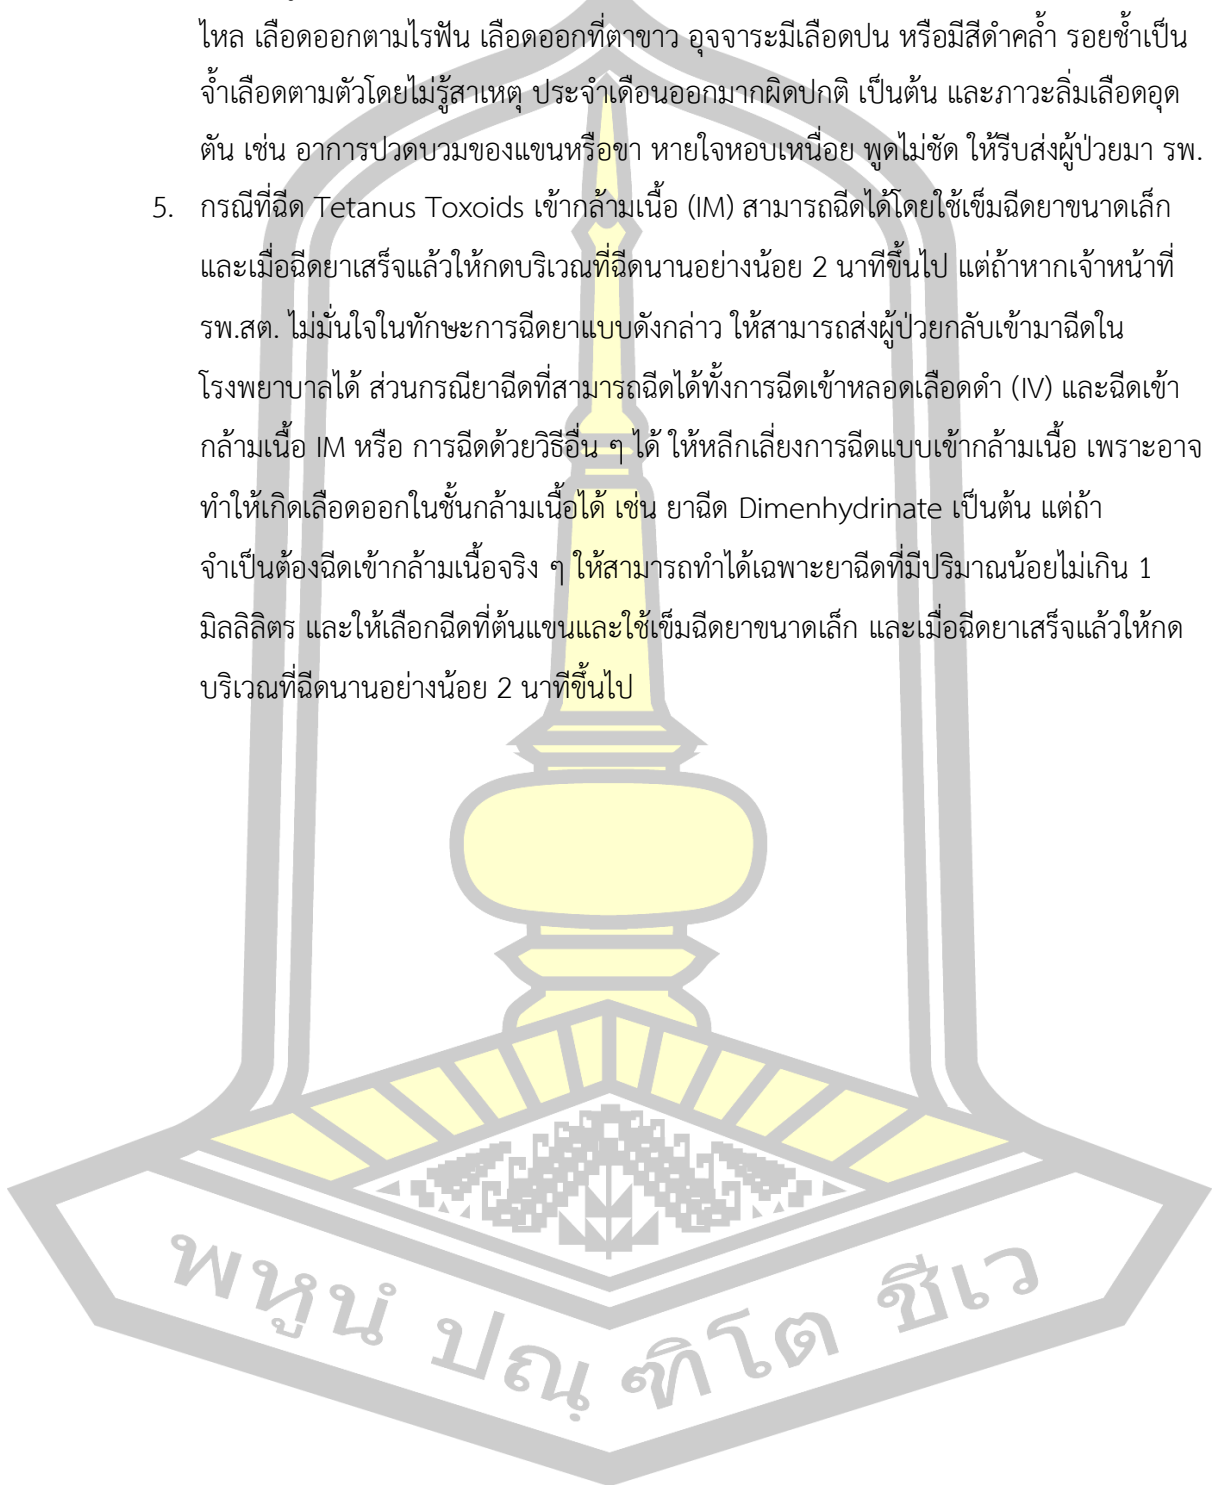 ไหล เลือดออกตามไรฟัน เลือดออกที่ตาขาว อุจจาระมีเลือดปน หรือมีสีดำคล้ำ รอยช้ำเป็น
จ้ำเลือดตามตัวโดยไม่รู้สาเหตุ ประจำเดือนออกมากผิดปกติ เป็นต้น และภาวะลิ่มเลือดอุด
ตัน เช่น อาการปวดบวมของแขนหรือขา หายใจหอบเหนื่อย พูดไม่ชัด ให้รีบส่งผู้ป่วยมา รพ.
5. กรณีที่ฉีด Tetanus Toxoids เข้ากล้ามเนื้อ (IM) สามารถฉีดได้โดยใช้เข็มฉีดยาขนาดเล็ก
และเมื่อฉีดยาเสร็จแล้วให้กดบริเวณที่ฉีดนานอย่างน้อย 2 นาทีขึ้นไป แต่ถ้าหากเจ้าหน้าที่
รพ.สต. ไม่มั่นใจในทักษะการฉีดยาแบบดังกล่าว ให้สามารถส่งผู้ป่วยกลับเข้ามาฉีดใน
โรงพยาบาลได้ ส่วนกรณียาฉีดที่สามารถฉีดได้ทั้งการฉีดเข้าหลอดเลือดดำ (IV) และฉีดเข้า
กล้ามเนื้อ IM หรือ การฉีดด้วยวิธีอื่น ๆ ได้ ให้หลีกเลี่ยงการฉีดแบบเข้ากล้ามเนื้อ เพราะอาจ
ทำให้เกิดเลือดออกในชั้นกล้ามเนื้อได้ เช่น ยาฉีด Dimenhydrinate เป็นต้น แต่ถ้า
จำเป็นต้องฉีดเข้ากล้ามเนื้อจริง ๆ ให้สามารถทำได้เฉพาะยาฉีดที่มีปริมาณน้อยไม่เกิน 1
มิลลิลิตร และให้เลือกฉีดที่ต้นแขนและใช้เข็มฉีดยาขนาดเล็ก และเมื่อฉีดยาเสร็จแล้วให้กด
บริเวณที่ฉีดนานอย่างน้อย 2 นาทีขึ้นไป
พหูนํ ปณฺฑิโต ชีเว